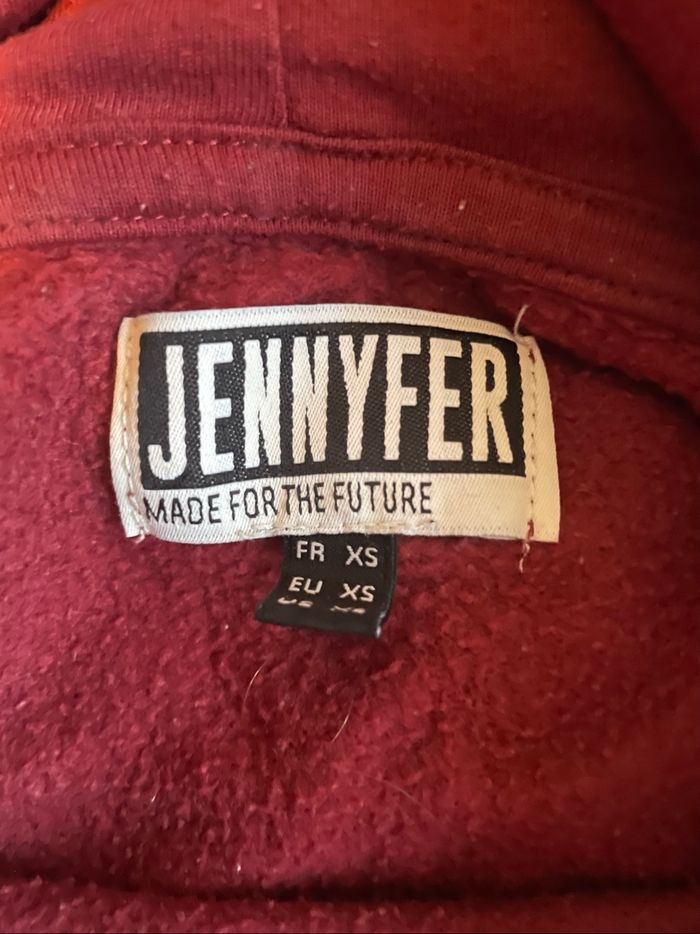 JENNYFER
MADE FOR THE FUTURE
FR XS
EU XS